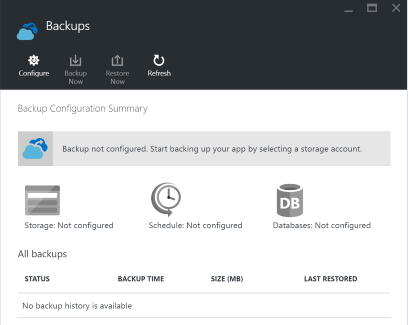 Backups
Configure
Backup
Now
Restore
Now
Refresh
Backup Configuration Summary
Backup not configured. Start backing up your app by selecting a storage account.
DB
Storage: Not configured
Schedule: Not configured
Databases: Not configured
All backups
STATUS BACKUP TIME SIZE (MB) LAST RESTORED
No backup history is available